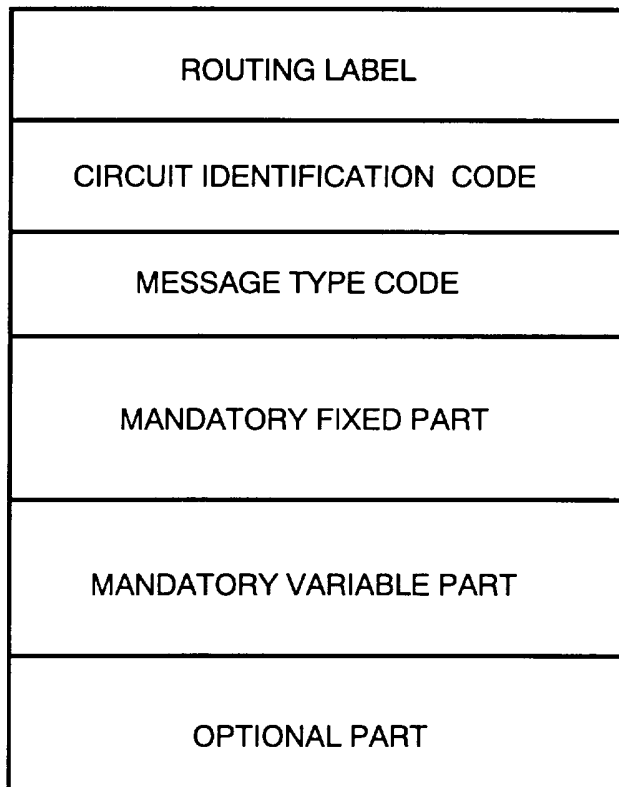 ROUTING LABEL
CIRCUIT IDENTIFICATION CODE
MESSAGE TYPE CODE
MANDATORY FIXED PART
MANDATORY VARIABLE PART
OPTIONAL PART